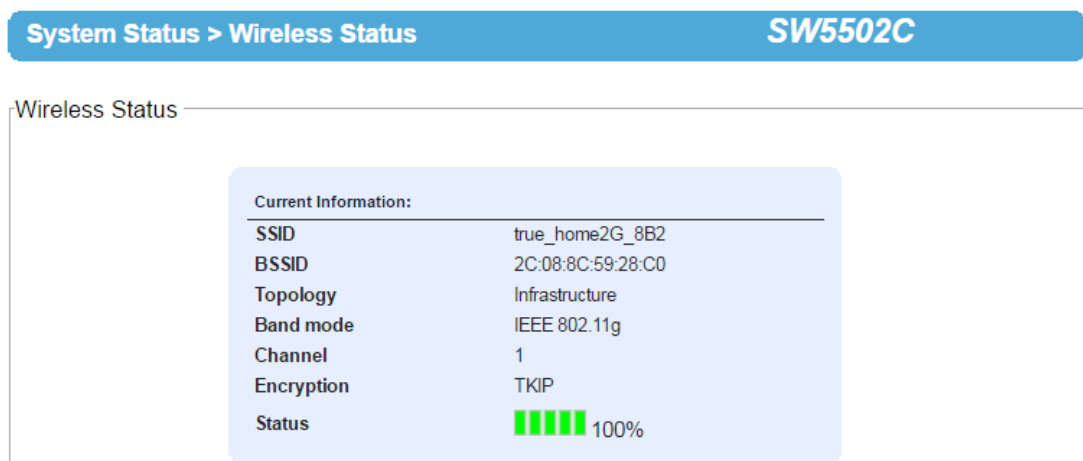 System Status > Wireless Status SW5502C
Wireless Status
Current Information:
SSID true_home2G_8B2
BSSID 2C:08:8C:59:28:C0
Topology Infrastructure
Band mode IEEE 802.11g
Channel 1
Encryption TKIP
Status 100%